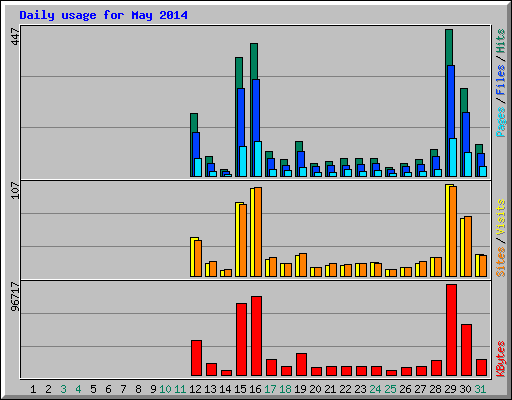 Daily usage for May 2014
447
Pages / Files / Hits
107
Sites / Visits
96717
KBytes
1 2 3 4 5 6 7 8 9 10 11 12 13 14 15 16 17 18 19 20 21 22 23 24 25 26 27 28 29 30 31